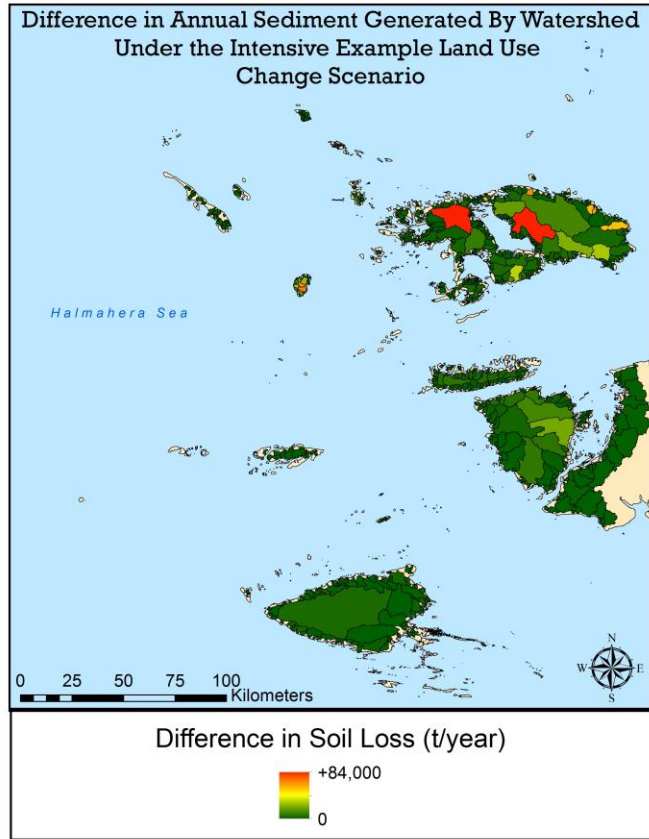 Difference in Annual Sediment Generated By Watershed
Under the Intensive Example Land Use
Change Scenario
Halmahera Sea
N
W E
S
0 25 50 75 100
Kilometers
Difference in Soil Loss (t/year)
+84,000
0